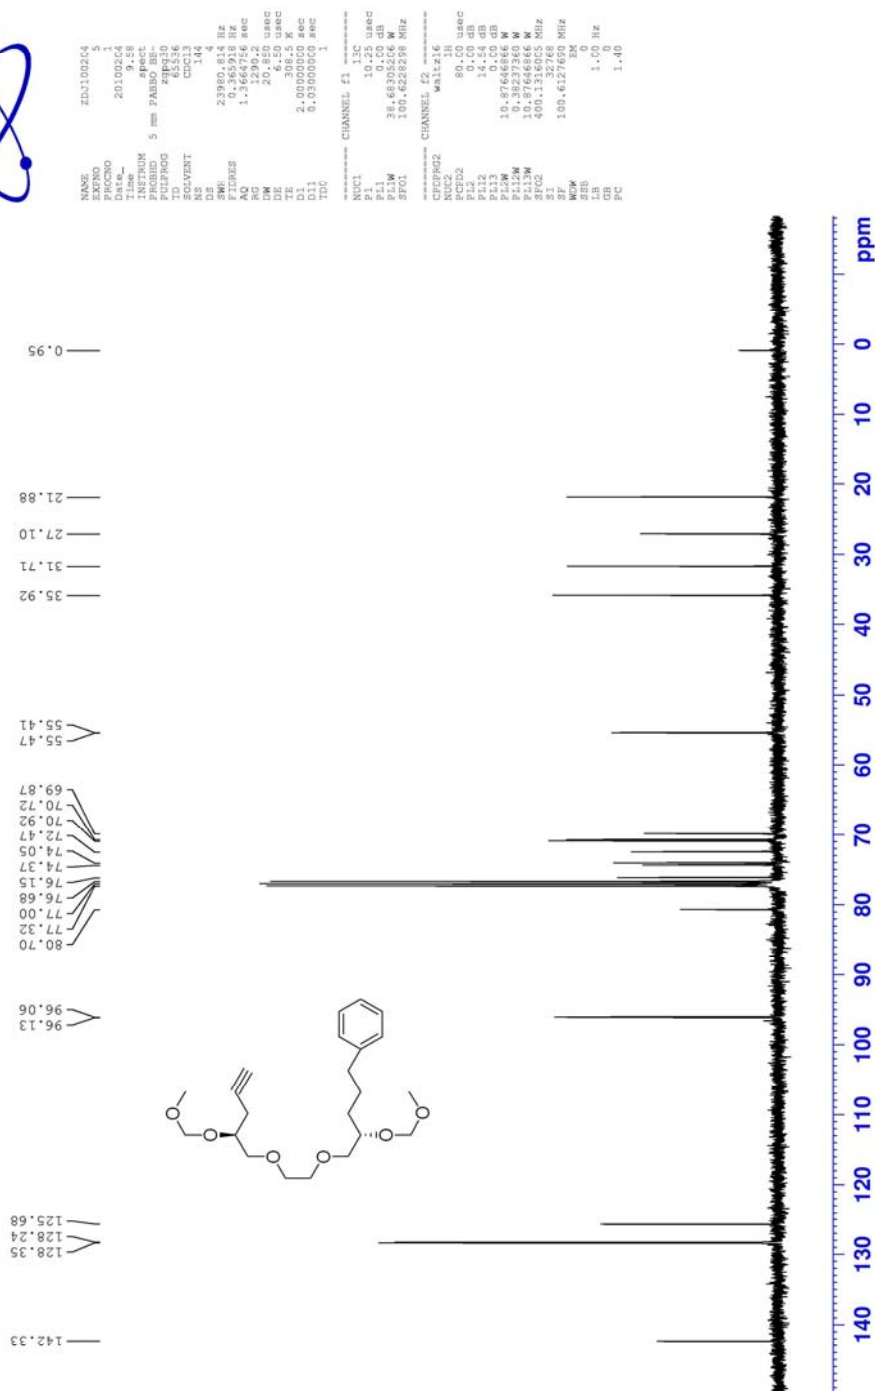 NAME ZDJ100204
EXPNO 5
PROCNO 1
Date_ 20100204
Time 9.58
INSTRUM spect
PROBHD 5 mm PABBO BB-
PULPROG zgpg30
TD 65536
SOLVENT CDCl3
NS 144
DS 4
SWH 23980.814 Hz
FIDRES 0.365918 Hz
AQ 1.3664756 sec
RG 1290.2
DW 20.850 usec
DE 6.50 usec
TE 308.5 K
D1 2.00000000 sec
D11 0.03000000 sec
TD0 1
======== CHANNEL f1 ========
NUC1 13C
P1 10.25 usec
PL1 0.00 dB
PL1W 38.68305206 W
SFO1 100.6228298 MHz
======== CHANNEL f2 ========
CPDPRG2 waltz16
NUC2 1H
PCPD2 80.00 usec
PL2 0.00 dB
PL12 14.54 dB
PL13 0.00 dB
PL2W 10.87646866 W
PL12W 0.38237360 W
PL13W 10.87646866 W
SFO2 400.1316005 MHz
SI 32768
SF 100.6127690 MHz
WDW EM
SSB 0
LB 1.00 Hz
GB 0
PC 1.40
142.33
128.35
128.24
125.68
96.13
96.06
80.70
77.32
77.00
76.68
76.15
74.37
74.05
72.47
70.92
70.72
69.87
55.47
55.41
35.92
31.71
27.10
21.88
0.95
O
O
O
O
O
O
140 130 120 110 100 90 80 70 60 50 40 30 20 10 0 ppm